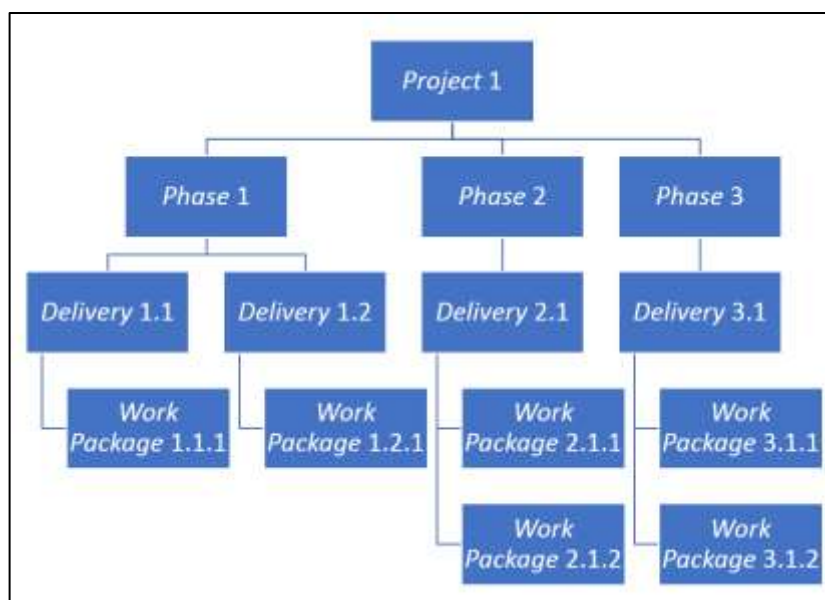 Project 1
Phase 1
Phase 2
Phase 3
Delivery 1.1
Delivery 1.2
Delivery 2.1
Delivery 3.1
Work
Package 1.1.1
Work
Package 1.2.1
Work
Package 2.1.1
Work
Package 3.1.1
Work
Package 2.1.2
Work
Package 3.1.2